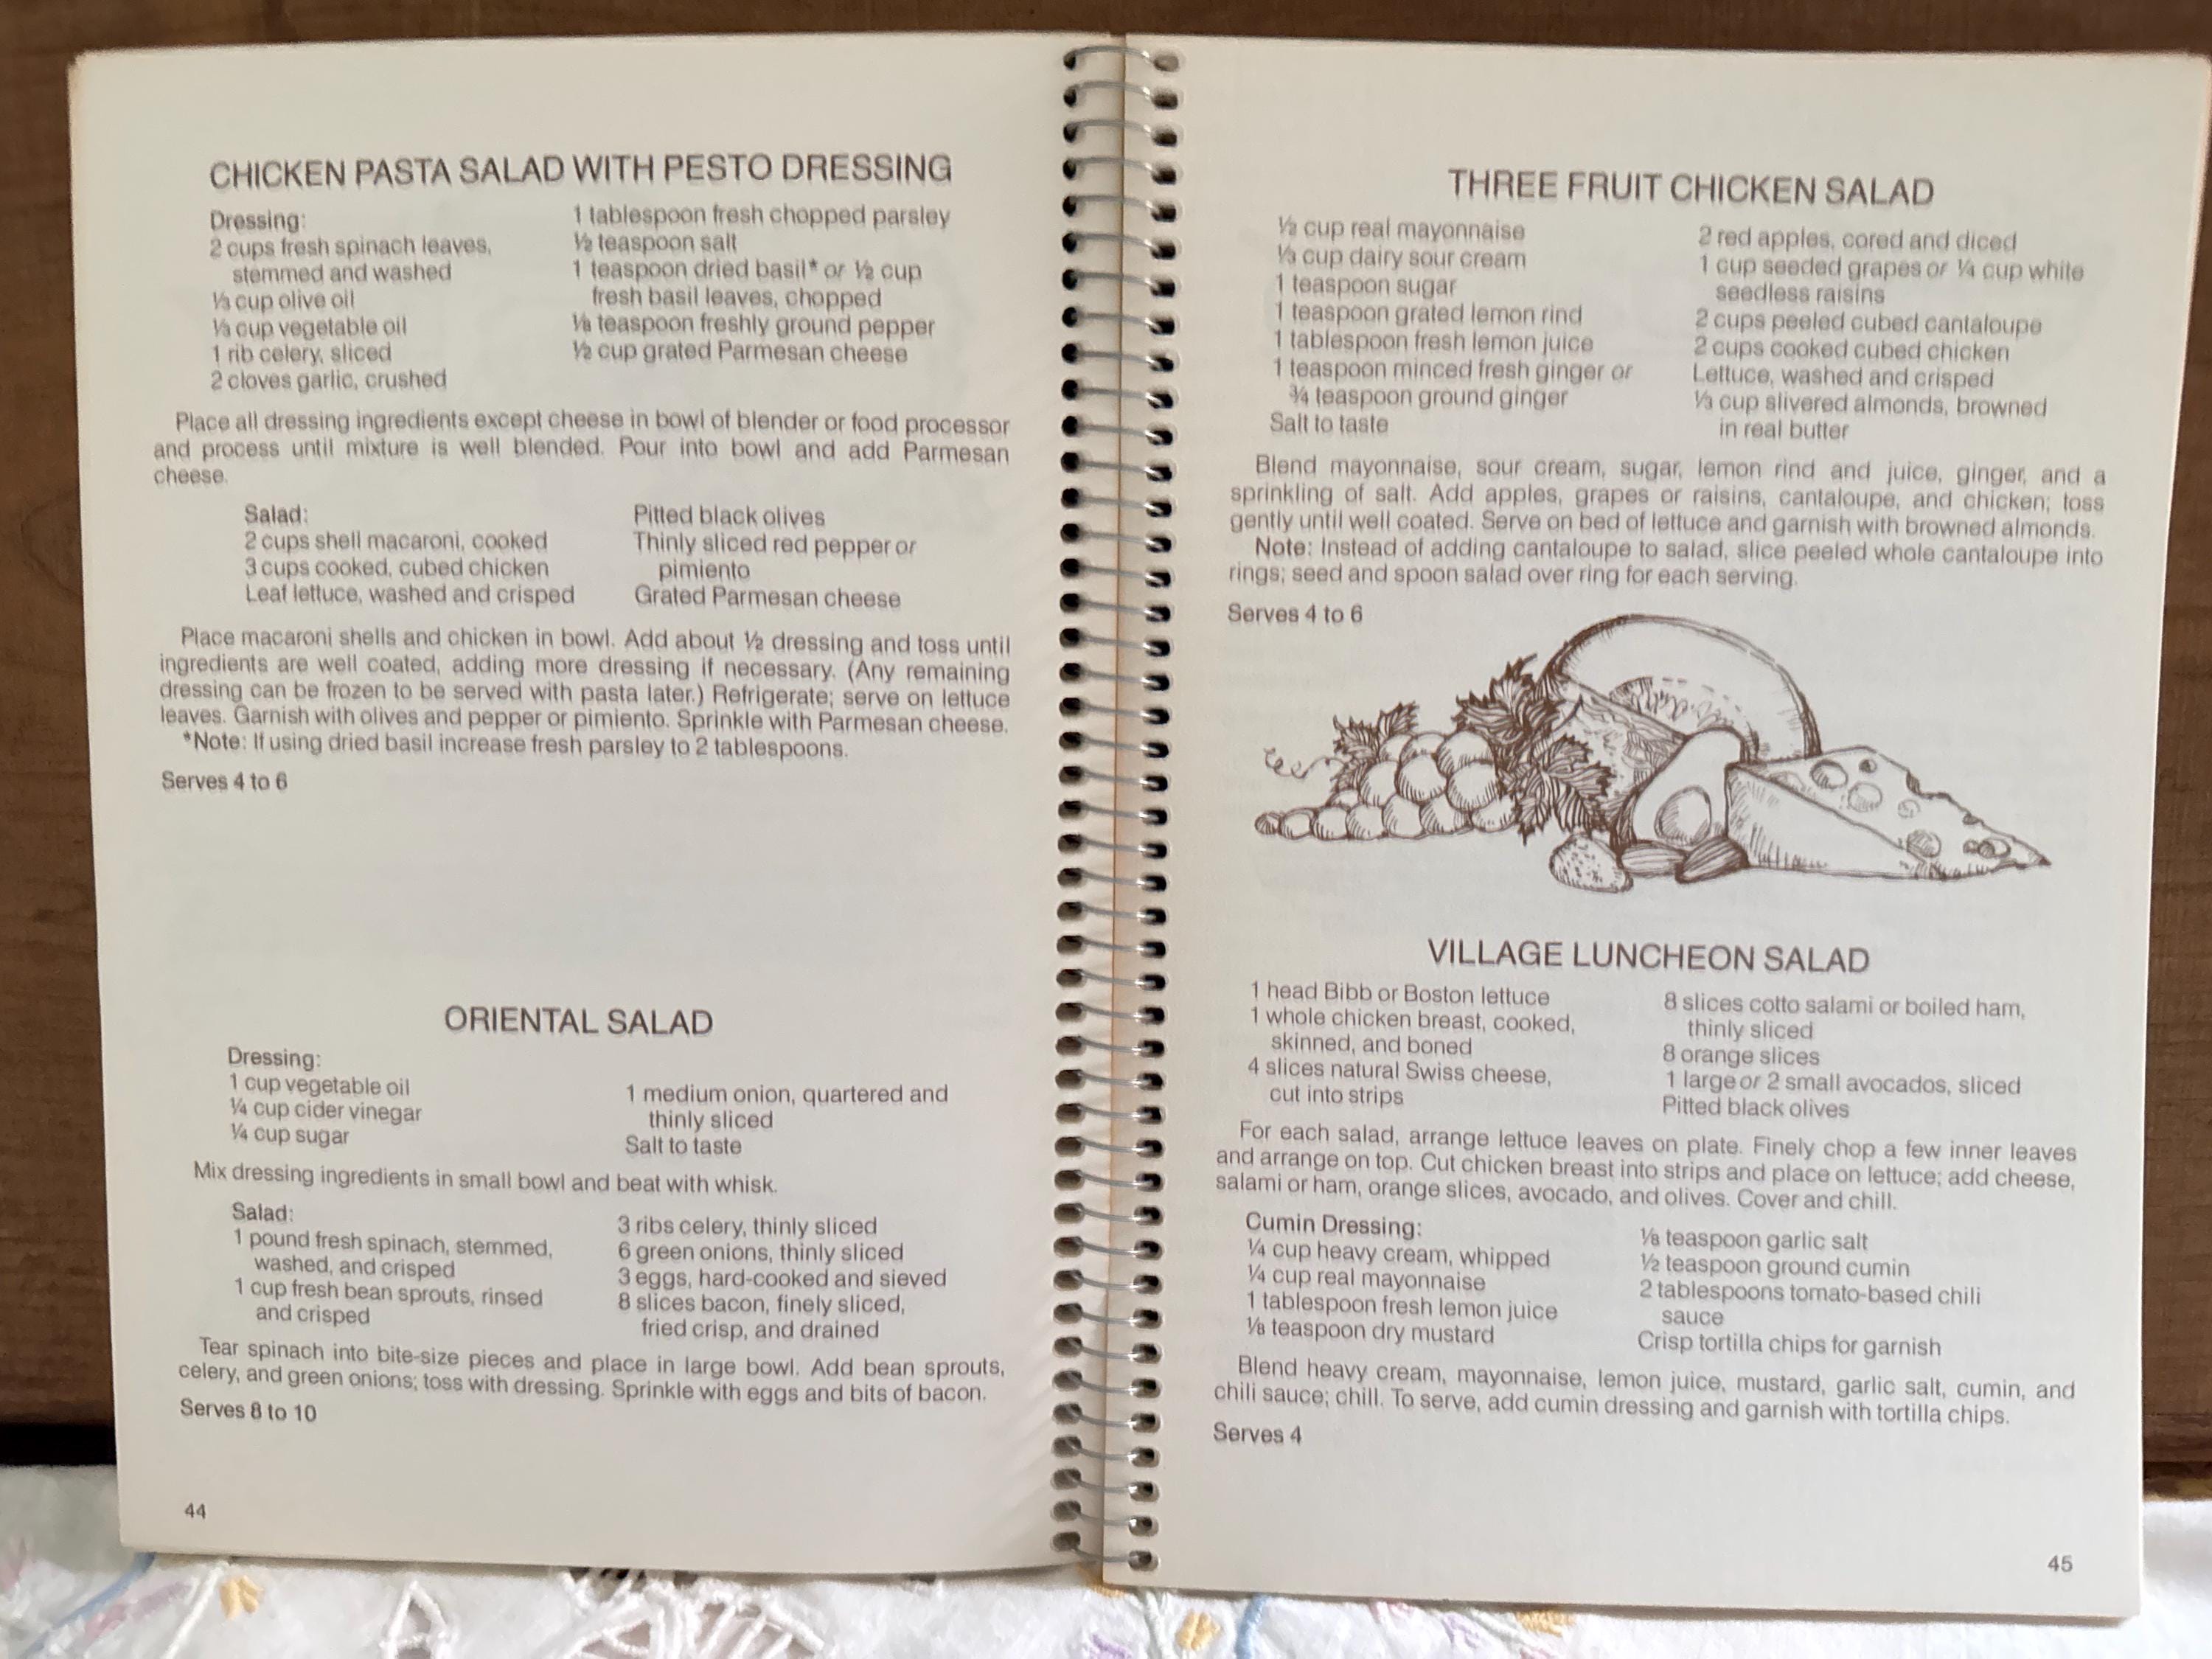 CHICKEN PASTA SALAD WITH PESTO DRESSING
Dressing:
2 cups fresh spinach leaves,
stemmed and washed
⅓ cup olive oil
⅓ cup vegetable oil
1 rib celery, sliced
2 cloves garlic, crushed
1 tablespoon fresh chopped parsley
½ teaspoon salt
1 teaspoon dried basil* or ½ cup
fresh basil leaves, chopped
⅛ teaspoon freshly ground pepper
½ cup grated Parmesan cheese
Place all dressing ingredients except cheese in bowl of blender or food processor
and process until mixture is well blended. Pour into bowl and add Parmesan
cheese.
Salad:
2 cups shell macaroni, cooked
3 cups cooked, cubed chicken
Leaf lettuce, washed and crisped
Pitted black olives
Thinly sliced red pepper or
pimiento
Grated Parmesan cheese
Place macaroni shells and chicken in bowl. Add about ½ dressing and toss until
ingredients are well coated, adding more dressing if necessary. (Any remaining
dressing can be frozen to be served with pasta later.) Refrigerate; serve on lettuce
leaves. Garnish with olives and pepper or pimiento. Sprinkle with Parmesan cheese.
*Note: If using dried basil increase fresh parsley to 2 tablespoons.
Serves 4 to 6
ORIENTAL SALAD
Dressing:
1 cup vegetable oil
¼ cup cider vinegar
¼ cup sugar
1 medium onion, quartered and
thinly sliced
Salt to taste
Mix dressing ingredients in small bowl and beat with whisk.
Salad:
1 pound fresh spinach, stemmed,
washed, and crisped
1 cup fresh bean sprouts, rinsed
and crisped
3 ribs celery, thinly sliced
6 green onions, thinly sliced
3 eggs, hard-cooked and sieved
8 slices bacon, finely sliced,
fried crisp, and drained
Tear spinach into bite-size pieces and place in large bowl. Add bean sprouts,
celery, and green onions; toss with dressing. Sprinkle with eggs and bits of bacon.
Serves 8 to 10
44
THREE FRUIT CHICKEN SALAD
½ cup real mayonnaise
⅓ cup dairy sour cream
1 teaspoon sugar
1 teaspoon grated lemon rind
1 tablespoon fresh lemon juice
1 teaspoon minced fresh ginger or
¾ teaspoon ground ginger
Salt to taste
2 red apples, cored and diced
1 cup seeded grapes or ¼ cup white
seedless raisins
2 cups peeled cubed cantaloupe
2 cups cooked cubed chicken
Lettuce, washed and crisped
⅓ cup slivered almonds, browned
in real butter
Blend mayonnaise, sour cream, sugar, lemon rind and juice, ginger, and a
sprinkling of salt. Add apples, grapes or raisins, cantaloupe, and chicken; toss
gently until well coated. Serve on bed of lettuce and garnish with browned almonds.
Note: Instead of adding cantaloupe to salad, slice peeled whole cantaloupe into
rings; seed and spoon salad over ring for each serving.
Serves 4 to 6
VILLAGE LUNCHEON SALAD
1 head Bibb or Boston lettuce
1 whole chicken breast, cooked,
skinned, and boned
4 slices natural Swiss cheese,
cut into strips
8 slices cotto salami or boiled ham,
thinly sliced
8 orange slices
1 large or 2 small avocados, sliced
Pitted black olives
For each salad, arrange lettuce leaves on plate. Finely chop a few inner leaves
and arrange on top. Cut chicken breast into strips and place on lettuce; add cheese,
salami or ham, orange slices, avocado, and olives. Cover and chill.
Cumin Dressing:
¼ cup heavy cream, whipped
¼ cup real mayonnaise
1 tablespoon fresh lemon juice
⅛ teaspoon dry mustard
⅛ teaspoon garlic salt
½ teaspoon ground cumin
2 tablespoons tomato-based chili
sauce
Crisp tortilla chips for garnish
Blend heavy cream, mayonnaise, lemon juice, mustard, garlic salt, cumin, and
chili sauce; chill. To serve, add cumin dressing and garnish with tortilla chips.
Serves 4
45